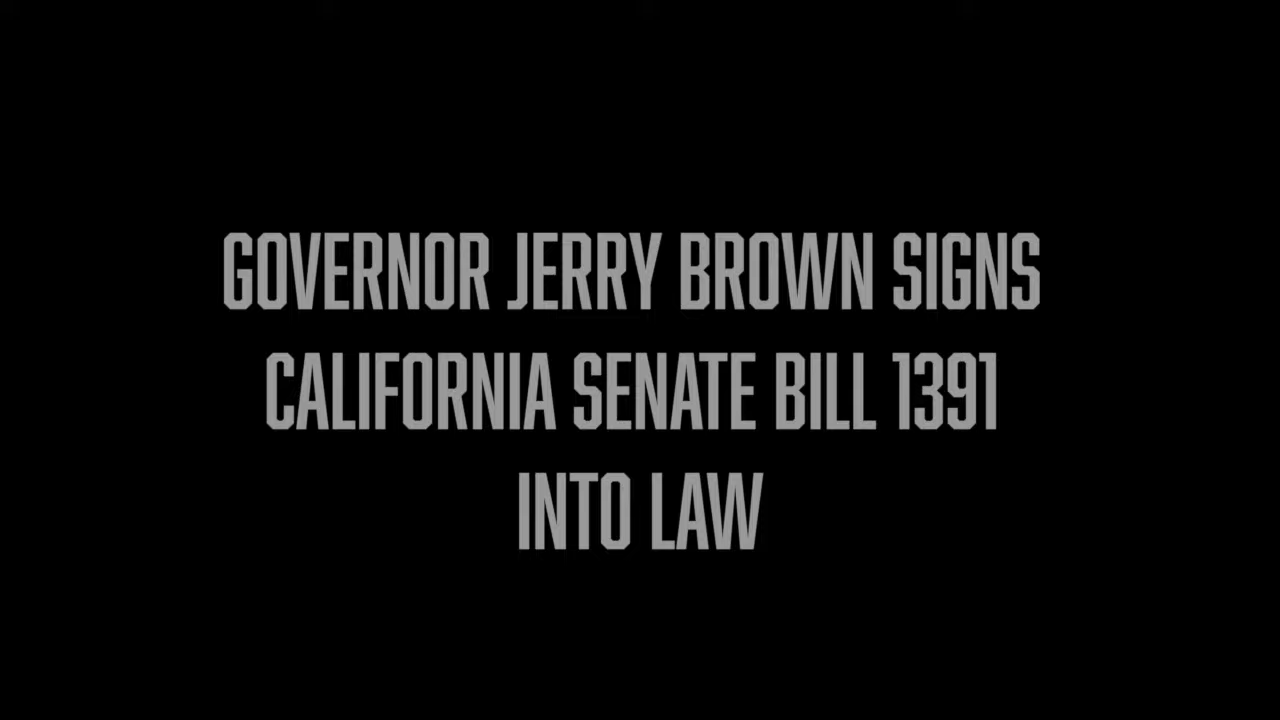 GOVERNOR JERRY BROWN SIGNS
CALIFORNIA SENATE BILL 1391
INTO LAW